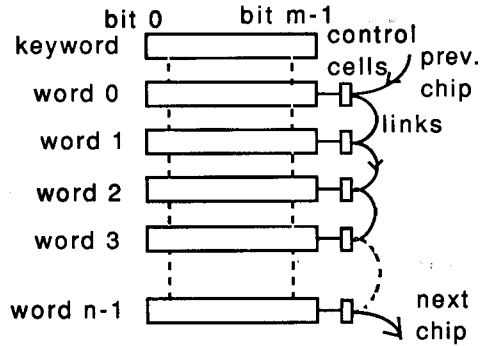 bit 0 bit m-1
keyword control
cells prev.
word 0 chip
word 1 links
word 2
word 3
word n-1 next
chip